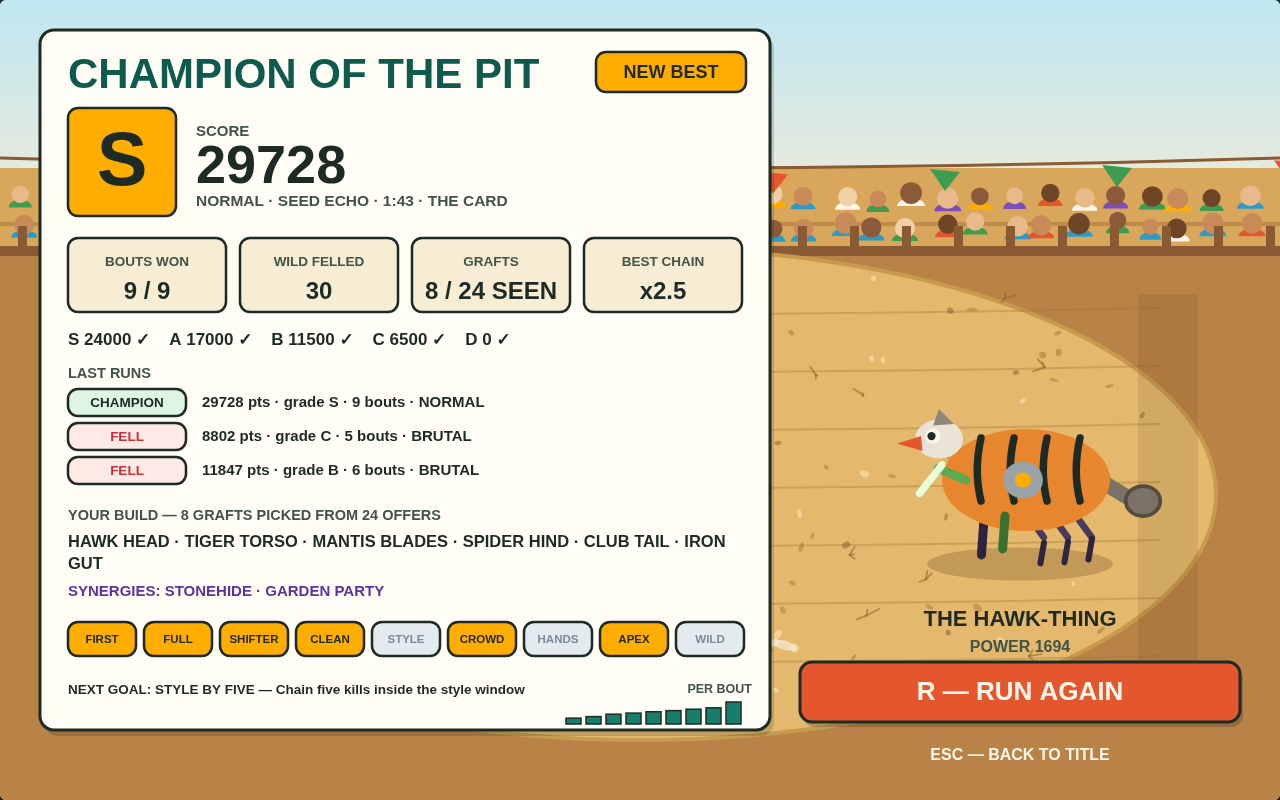 CHAMPION OF THE PIT
NEW BEST
S
SCORE
29728
NORMAL · SEED ECHO · 1:43 · THE CARD
BOUTS WON
9 / 9
WILD FELLED
30
GRAFTS
8 / 24 SEEN
BEST CHAIN
x2.5
S 24000 ✓ A 17000 ✓ B 11500 ✓ C 6500 ✓ D 0 ✓
LAST RUNS
CHAMPION 29728 pts · grade S · 9 bouts · NORMAL
FELL 8802 pts · grade C · 5 bouts · BRUTAL
FELL 11847 pts · grade B · 6 bouts · BRUTAL
YOUR BUILD — 8 GRAFTS PICKED FROM 24 OFFERS
HAWK HEAD · TIGER TORSO · MANTIS BLADES · SPIDER HIND · CLUB TAIL · IRON
GUT
SYNERGIES: STONEHIDE · GARDEN PARTY
FIRST FULL SHIFTER CLEAN STYLE CROWD HANDS APEX WILD
NEXT GOAL: STYLE BY FIVE — Chain five kills inside the style window
PER BOUT
THE HAWK-THING
POWER 1694
R — RUN AGAIN
ESC — BACK TO TITLE